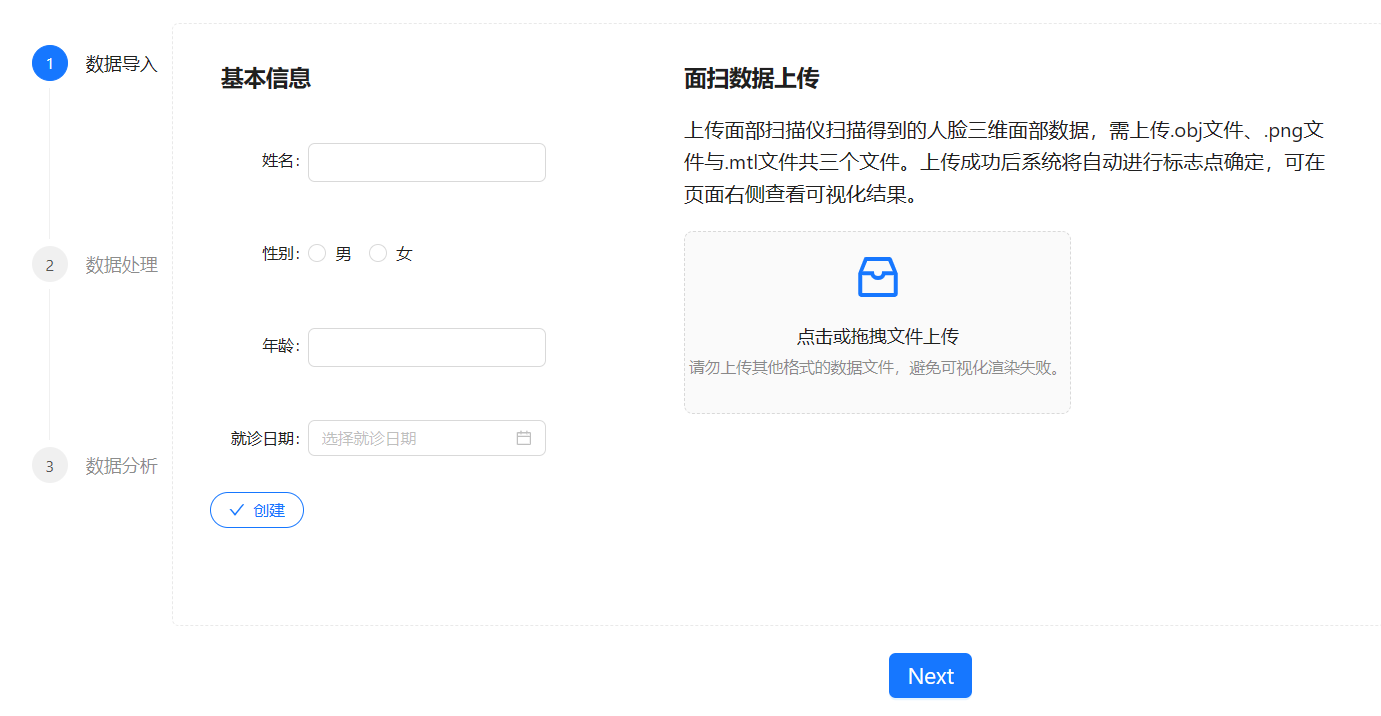 1 数据导入
2 数据处理
3 数据分析
基本信息
姓名:
性别: 男 女
年龄:
就诊日期: 选择就诊日期
创建
面扫数据上传
上传面部扫描仪扫描得到的人脸三维面部数据，需上传.obj文件、.png文
件与.mtl文件共三个文件。上传成功后系统将自动进行标志点确定，可在
页面右侧查看可视化结果。
点击或拖拽文件上传
请勿上传其他格式的数据文件，避免可视化渲染失败。
Next